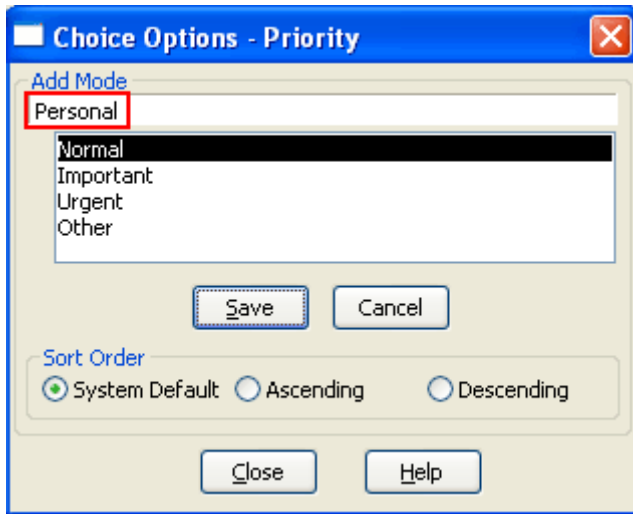 Choice Options - Priority
Add Mode
Personal
Normal
Important
Urgent
Other
Save Cancel
Sort Order
System Default Ascending Descending
Close Help